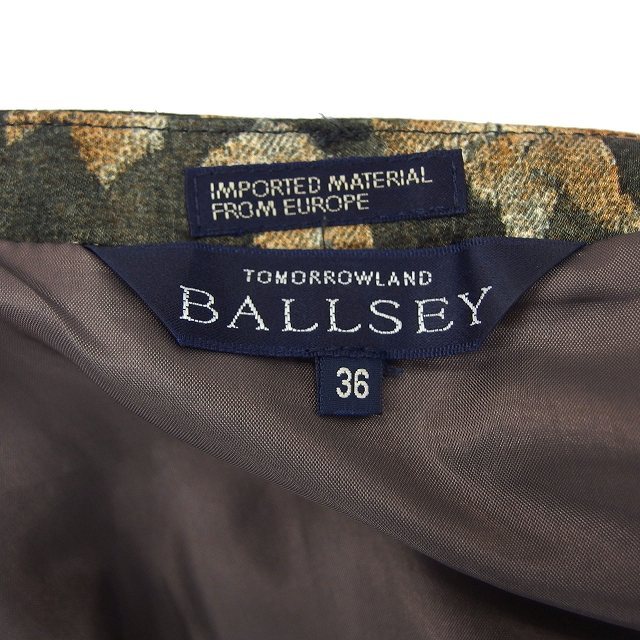 IMPORTED MATERIAL
FROM EUROPE
TOMORROWLAND
BALLSEY
36